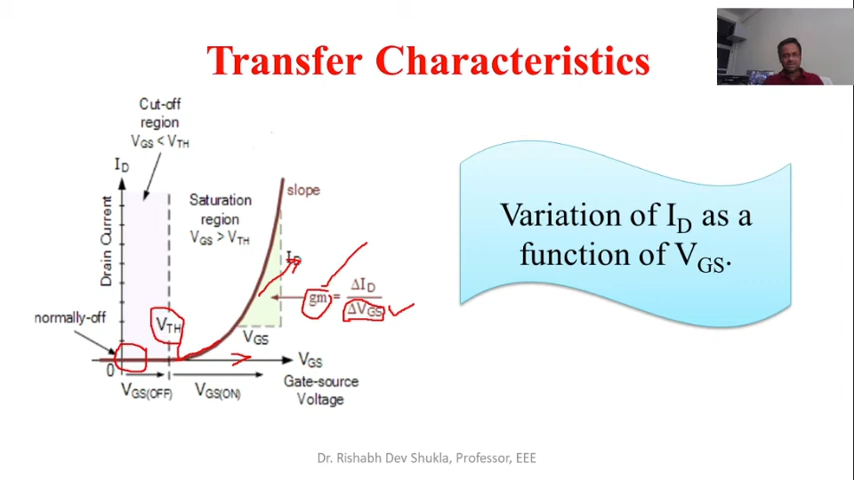 Transfer Characteristics
Cut-off
region
VGS < VTH
ID
Saturation
region
VGS > VTH
slope
Drain Current
ID
gm = ΔID
ΔVGS
normally-off
VTH
VGS
0
VGS
VGS(OFF)
VGS(ON)
Gate-source
Voltage
Variation of ID as a
function of VGS.
Dr. Rishabh Dev Shukla, Professor, EEE